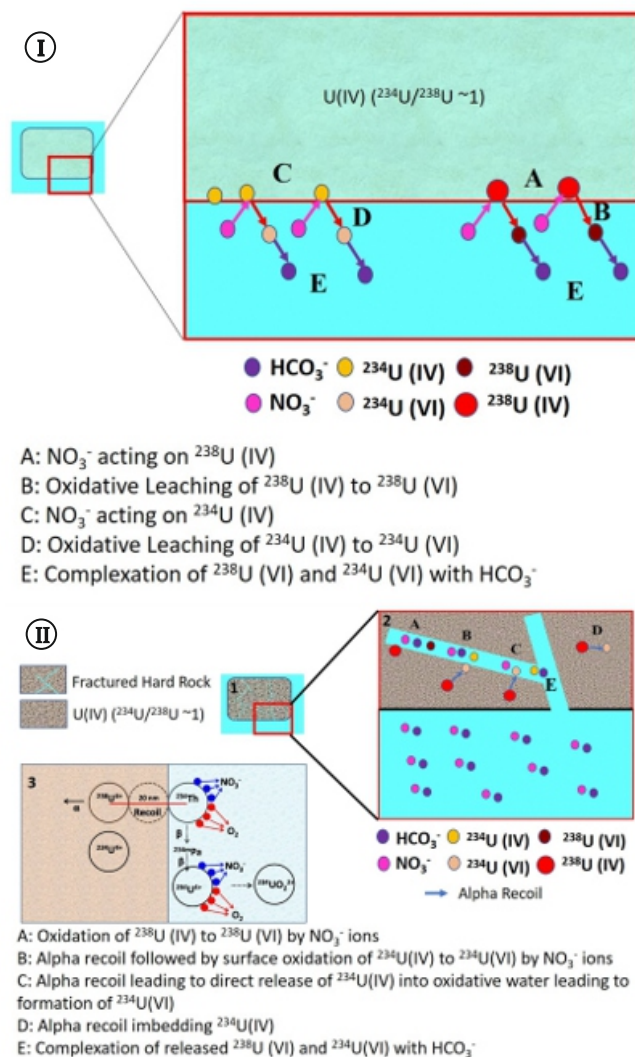 I
U(IV) (²³⁴U/²³⁸U ~1)
C
A
D
B
E
E
HCO₃⁻ ²³⁴U (IV) ²³⁸U (VI)
NO₃⁻ ²³⁴U (VI) ²³⁸U (IV)
A: NO₃⁻ acting on ²³⁸U (IV)
B: Oxidative Leaching of ²³⁸U (IV) to ²³⁸U (VI)
C: NO₃⁻ acting on ²³⁴U (IV)
D: Oxidative Leaching of ²³⁴U (IV) to ²³⁴U (VI)
E: Complexation of ²³⁸U (VI) and ²³⁴U (VI) with HCO₃⁻
II
Fractured Hard Rock
U(IV) (²³⁴U/²³⁸U ~1)
1
2
A
B
C
D
E
3
α
²³⁸U⁴⁺
20 nm
Recoil
²³⁴Th
NO₃⁻
O₂
β
β
²³⁴U⁴⁺
NO₃⁻
O₂
HCO₃⁻ ²³⁴U (IV) ²³⁸U (VI)
NO₃⁻ ²³⁴U (VI) ²³⁸U (IV)
Alpha Recoil
A: Oxidation of ²³⁸U (IV) to ²³⁸U (VI) by NO₃⁻ ions
B: Alpha recoil followed by surface oxidation of ²³⁴U(IV) to ²³⁴U(VI) by NO₃⁻ ions
C: Alpha recoil leading to direct release of ²³⁴U(IV) into oxidative water leading to
formation of ²³⁴U(VI)
D: Alpha recoil imbedding ²³⁴U(IV)
E: Complexation of released ²³⁸U (VI) and ²³⁴U(VI) with HCO₃⁻